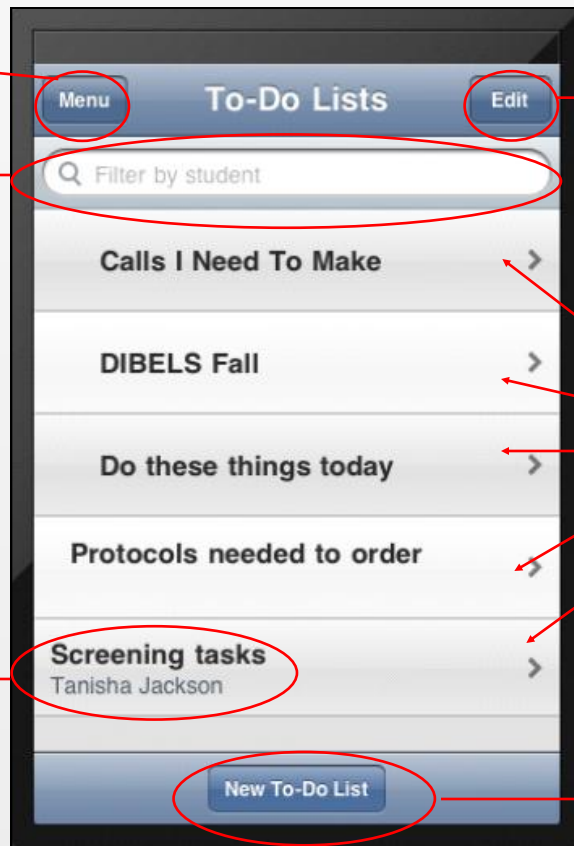 Menu To-Do Lists Edit
Filter by student
Calls I Need To Make
DIBELS Fall
Do these things today
Protocols needed to order
Screening tasks
Tanisha Jackson
New To-Do List